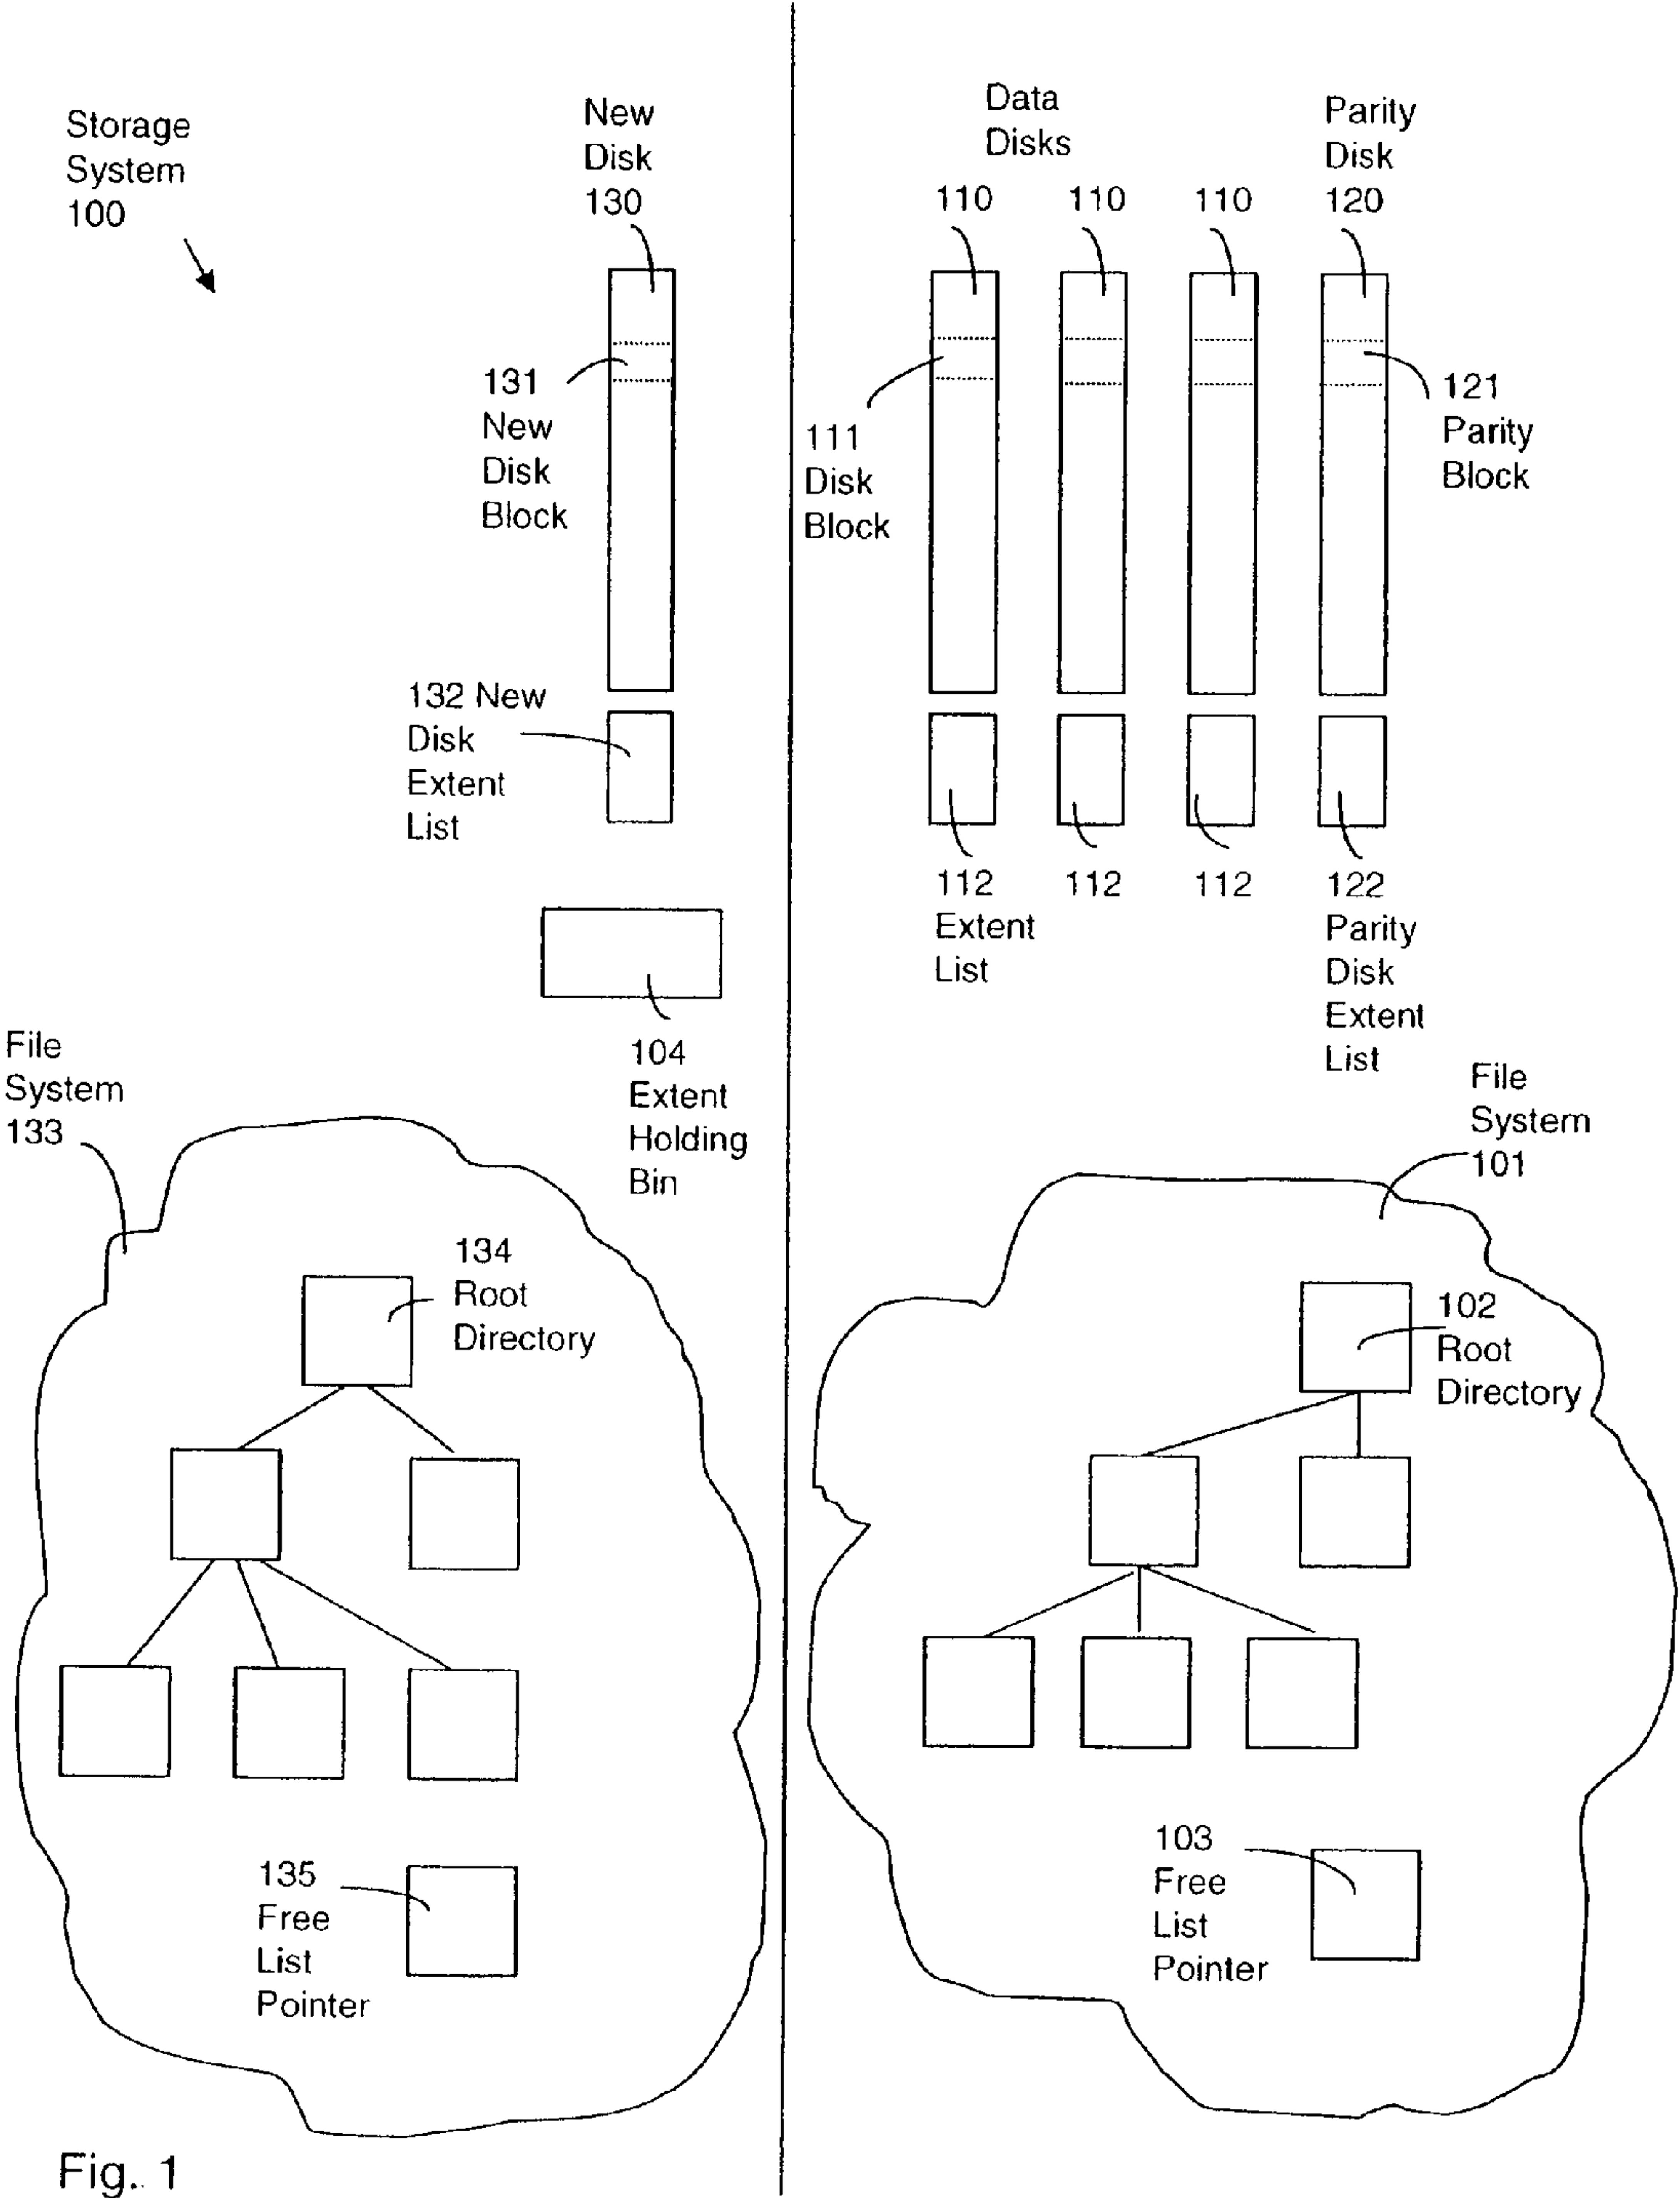 Storage
System
100
New
Disk
130
131
New
Disk
Block
132 New
Disk
Extent
List
104
Extent
Holding
Bin
File
System
133
134
Root
Directory
135
Free
List
Pointer
Data
Disks
110
110
110
Parity
Disk
120
111
Disk
Block
121
Parity
Block
112
Extent
List
112
112
122
Parity
Disk
Extent
List
File
System
101
102
Root
Directory
103
Free
List
Pointer
Fig. 1